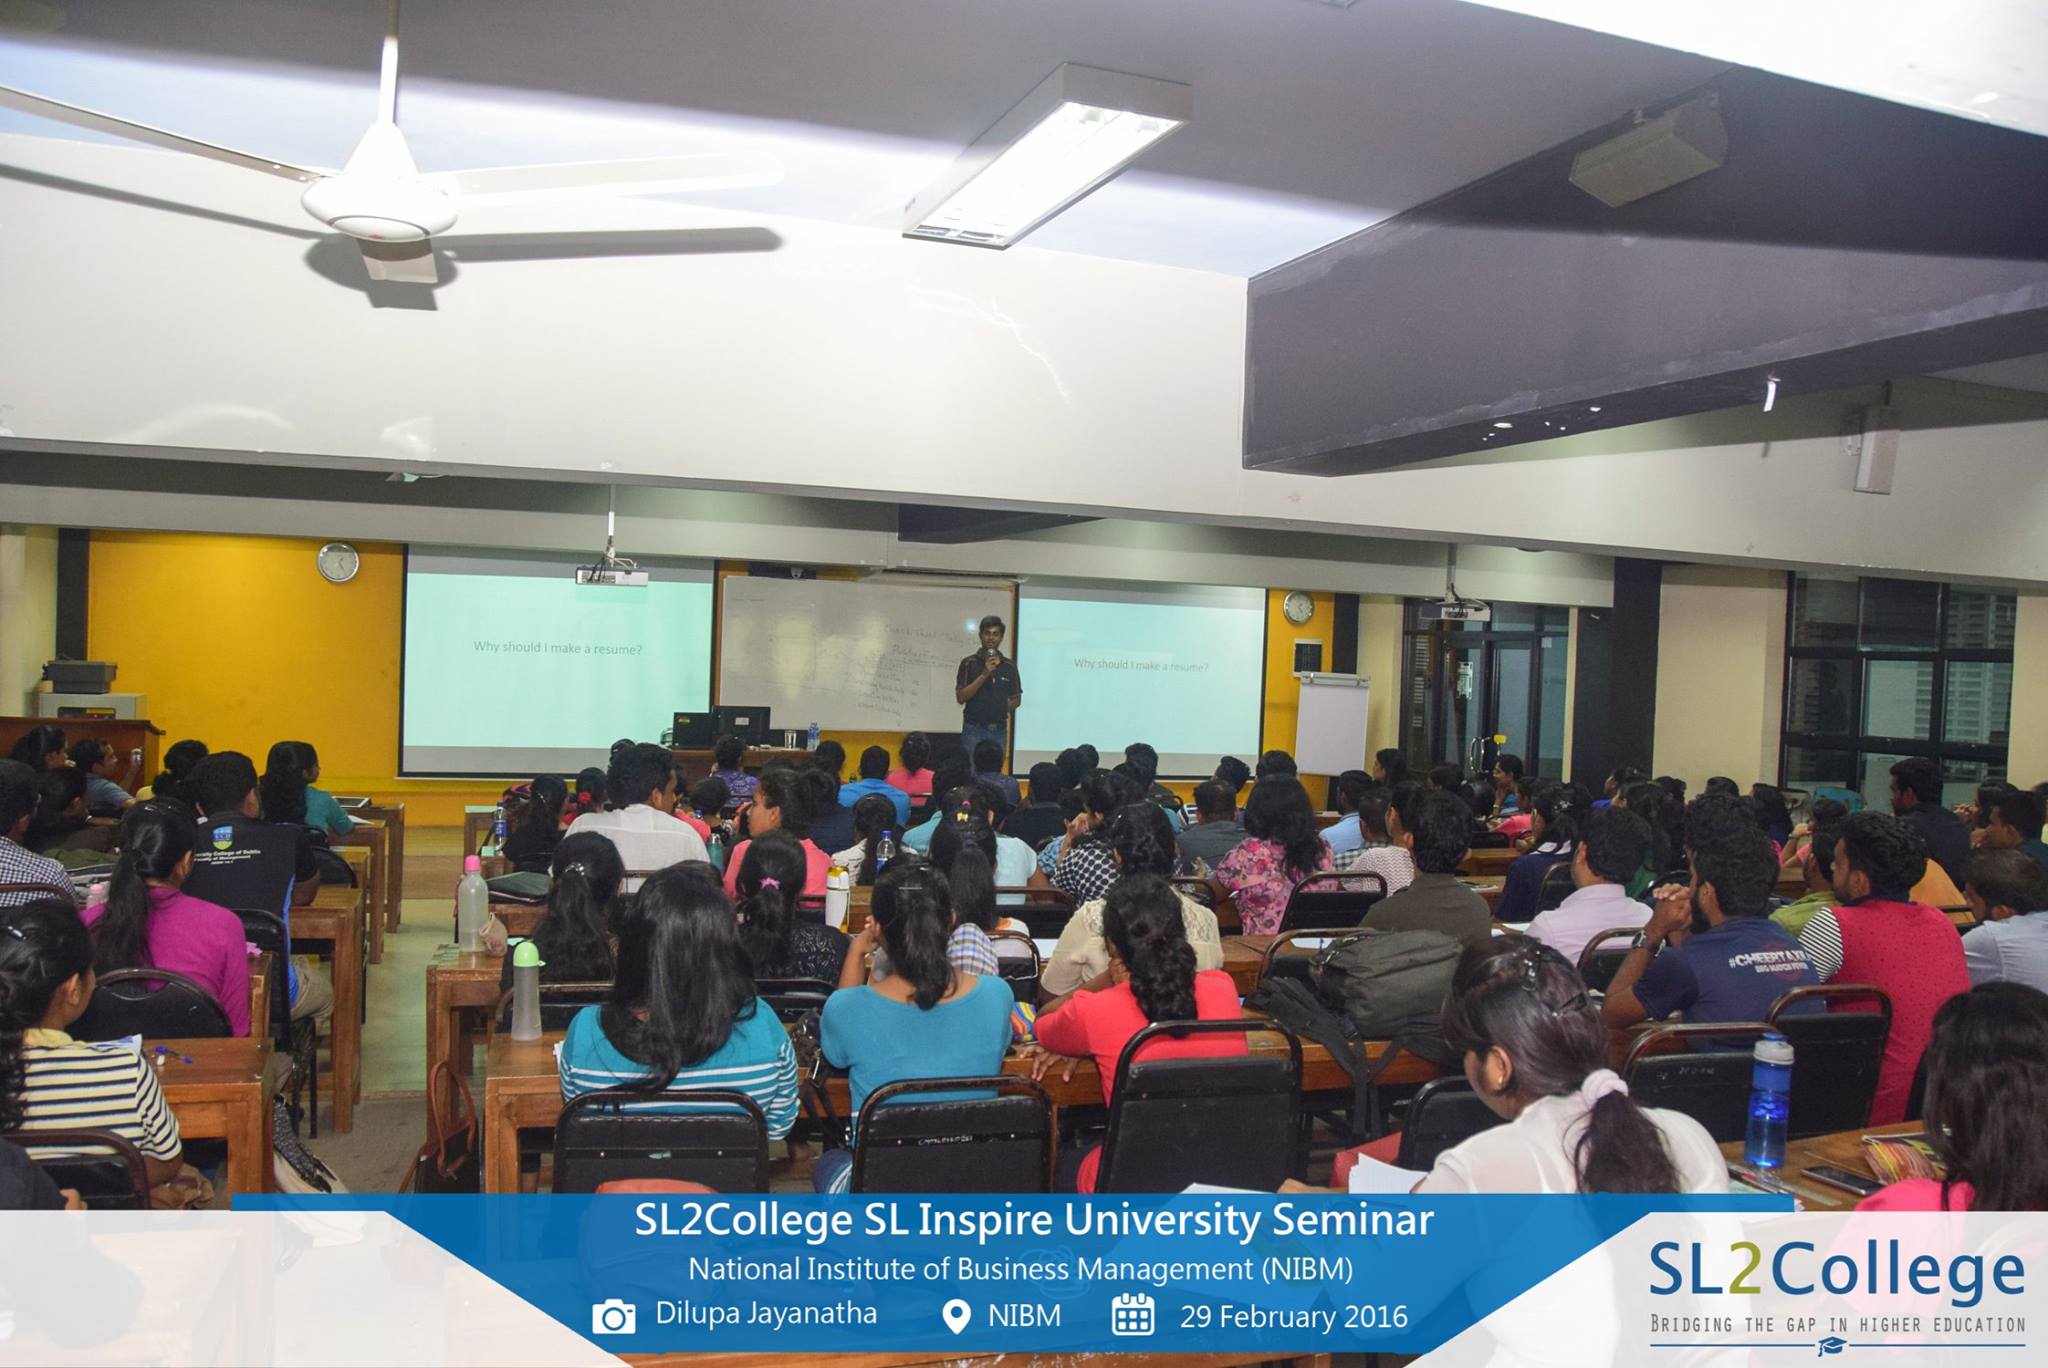 Why should I make a resume?
Why should I make a resume?
#CHEERTAXILA
SL2College SL Inspire University Seminar
National Institute of Business Management (NIBM)
Dilupa Jayanatha
NIBM
29 February 2016
SL2College
BRIDGING THE GAP IN HIGHER EDUCATION